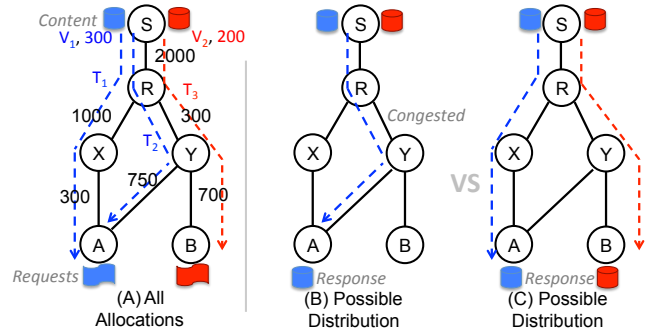 Content
S
V1, 300
V2, 200
2000
T1
R
T3
1000
300
X
T2
Y
300
750
700
A
B
Requests
(A) All
Allocations
S
R
Congested
X
Y
A
B
Response
(B) Possible
Distribution
VS
S
R
X
Y
A
B
Response
(C) Possible
Distribution